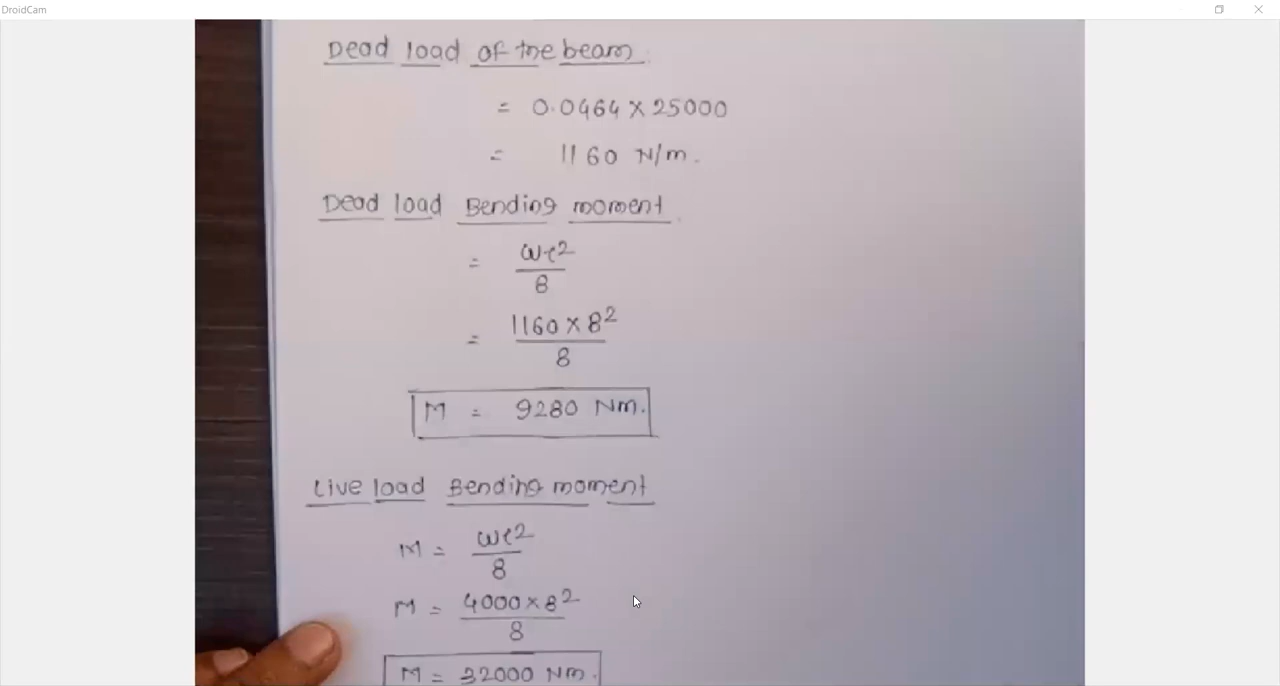 DroidCam
Dead load of the beam.
= 0.0464 × 25000
= 1160 N/m.
Dead load Bending moment.
= wl²/8
= 1160 × 8²/8
M = 9280 Nm.
Live load Bending moment
M = wl²/8
M = 4000 × 8²/8
M = 32000 Nm.